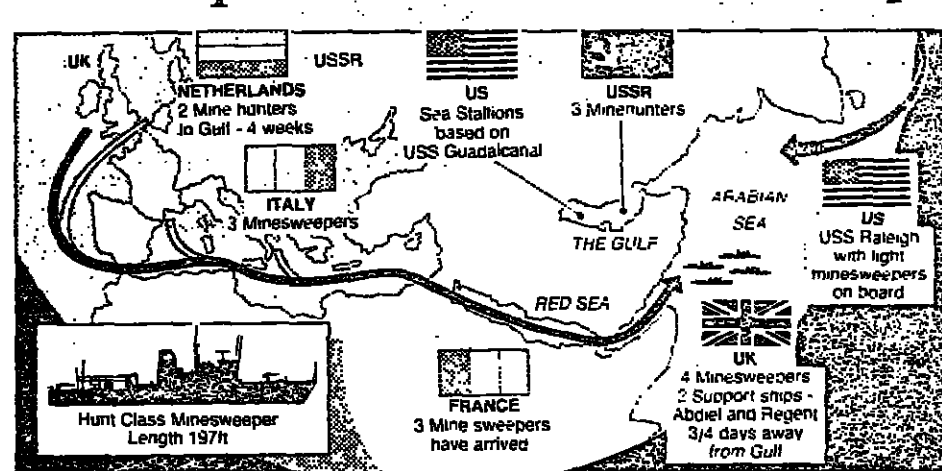 UK
USSR
NETHERLANDS
2 Mine hunters
to Gulf - 4 weeks
US
Sea Stallions
based on
USS Guadalcanal
USSR
3 Minehunters
ITALY
3 Minesweepers
ARABIAN
SEA
THE GULF
US
USS Raleigh
with light
minesweepers
on board
RED SEA
UK
4 Minesweepers
2 Support ships -
Abdiel and Regent
3/4 days away
from Gulf
FRANCE
3 Mine sweepers
have arrived
Hunt Class Minesweeper
Length 197ft